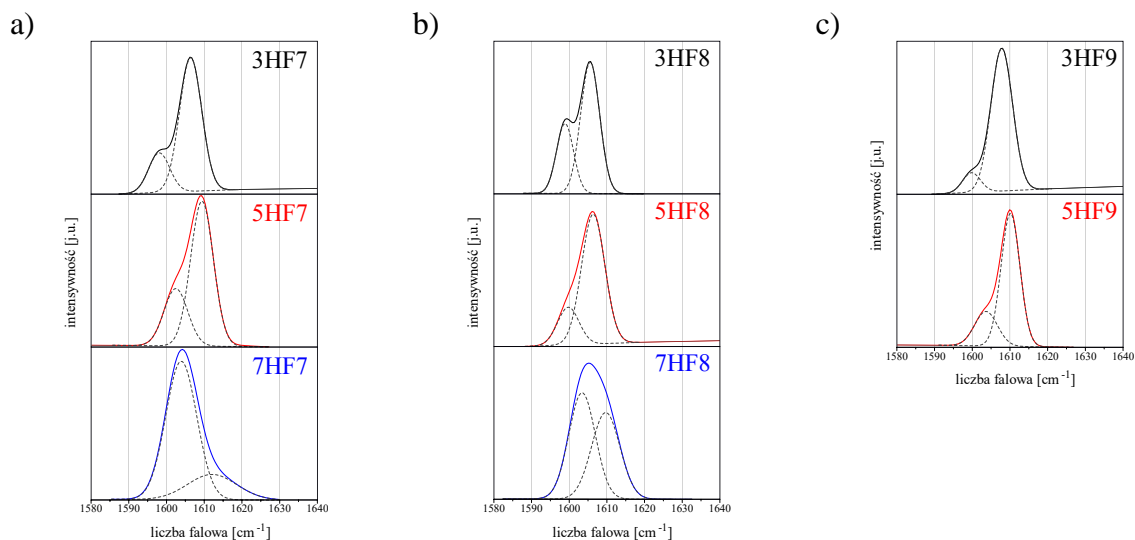 a)
3HF7
5HF7
7HF7
intensywność [j.u.]
1580 1590 1600 1610 1620 1630 1640
liczba falowa [cm⁻¹]
b)
3HF8
5HF8
7HF8
intensywność [j.u.]
1580 1590 1600 1610 1620 1630 1640
liczba falowa [cm⁻¹]
c)
3HF9
5HF9
intensywność [j.u.]
1580 1590 1600 1610 1620 1630 1640
liczba falowa [cm⁻¹]